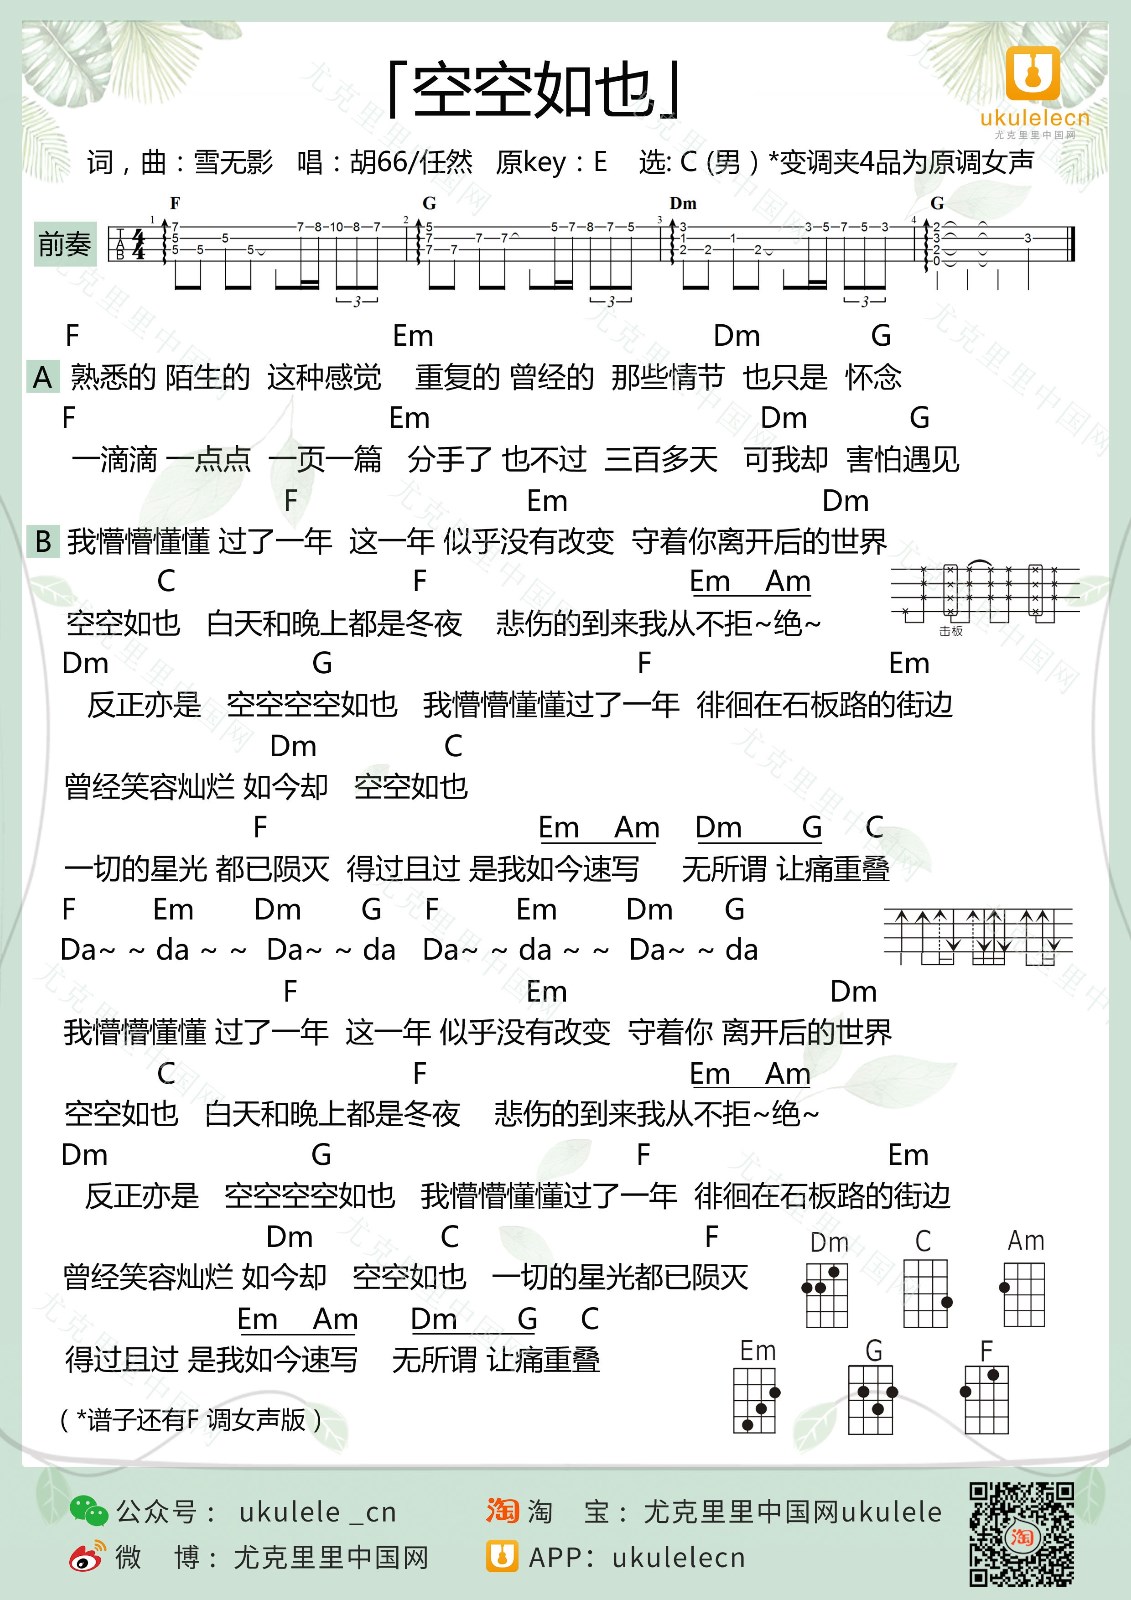 「空空如也」
ukulelecn
尤克里里中国网
词，曲：雪无影 唱：胡66/任然 原key：E 选: C (男 ) *变调夹4品为原调女声
F G Dm G
前奏
1 2 3 4
T A B 4 4
7 7 8 10 8 7 5 5 7 8 7 5 3 3 5 7 5 3 2
5 5 7 7 7 1 1 3 3
5 5 5 7 7 2 2 2 2
0
3 3 3
F Em Dm G
A 熟悉的 陌生的 这种感觉 重复的 曾经的 那些情节 也只是 怀念
F Em Dm G
一滴滴 一点点 一页一篇 分手了 也不过 三百多天 可我却 害怕遇见
F Em Dm
B 我懵懵懂懂 过了一年 这一年 似乎没有改变 守着你离开后的世界
C F Em Am
空空如也 白天和晚上都是冬夜 悲伤的到来我从不拒~绝~
击板
Dm G F Em
反正亦是 空空空空如也 我懵懵懂懂过了一年 徘徊在石板路的街边
Dm C
曾经笑容灿烂 如今却 空空如也
F Em Am Dm G C
一切的星光 都已陨灭 得过且过 是我如今速写 无所谓 让痛重叠
F Em Dm G F Em Dm G
Da~ ~ da ~ ~ Da~ ~ da Da~ ~ da ~ ~ Da~ ~ da
F Em Dm
我懵懵懂懂 过了一年 这一年 似乎没有改变 守着你 离开后的世界
C F Em Am
空空如也 白天和晚上都是冬夜 悲伤的到来我从不拒~绝~
Dm G F Em
反正亦是 空空空空如也 我懵懵懂懂过了一年 徘徊在石板路的街边
Dm C F
曾经笑容灿烂 如今却 空空如也 一切的星光都已陨灭
Em Am Dm G C
得过且过 是我如今速写 无所谓 让痛重叠
Dm C Am
Em G F
（ *谱子还有F 调女声版 ）
公众号： ukulele _cn
淘 淘 宝：尤克里里中国网ukulele
微 博：尤克里里中国网
APP：ukulelecn
淘